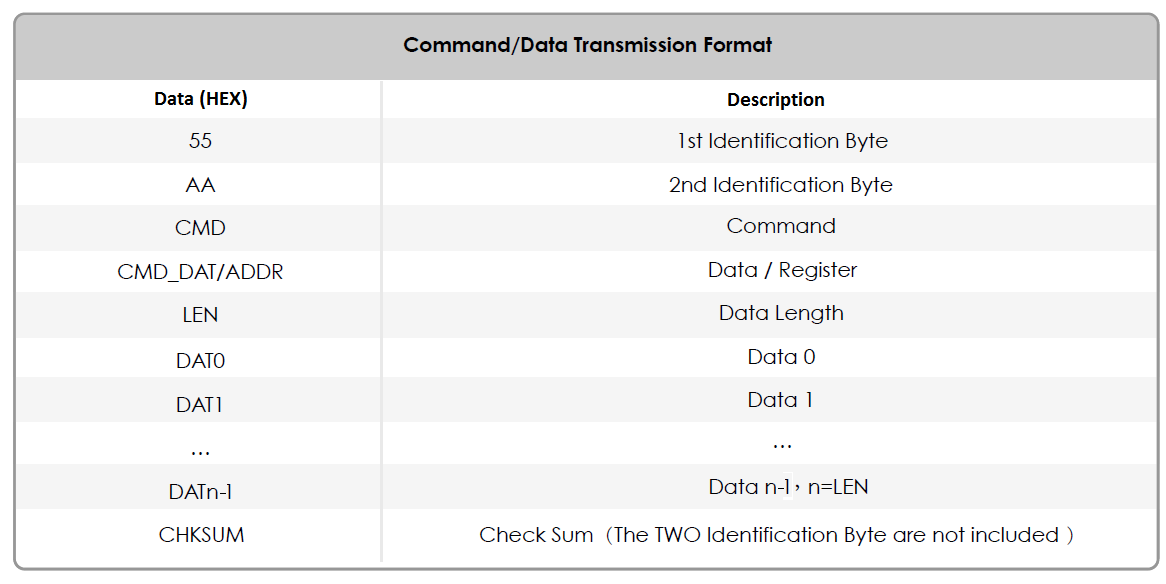 Command/Data Transmission Format
Data (HEX) Description
55 1st Identification Byte
AA 2nd Identification Byte
CMD Command
CMD_DAT/ADDR Data / Register
LEN Data Length
DAT0 Data 0
DAT1 Data 1
… …
DATn-1 Data n-1，n=LEN
CHKSUM Check Sum（The TWO Identification Byte are not included ）